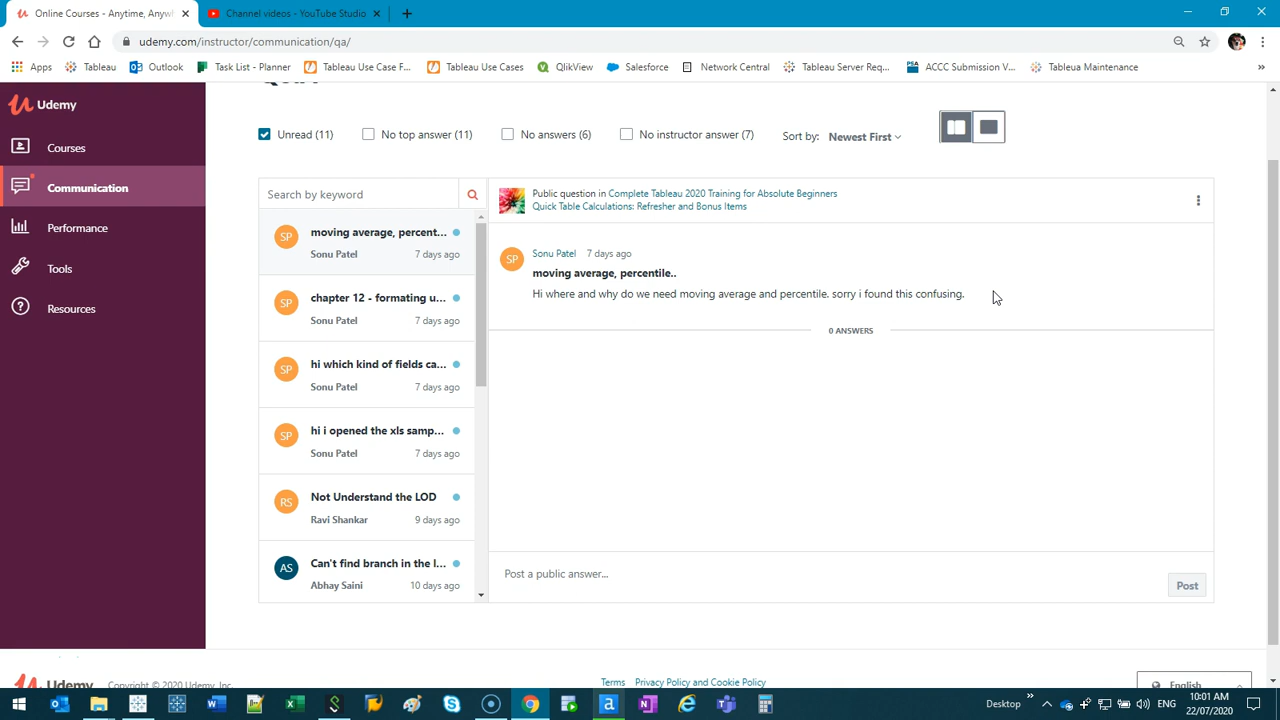 Online Courses - Anytime, Anyw
Channel videos - YouTube Studio
udemy.com/instructor/communication/qa/
Apps
Tableau
Outlook
Task List - Planner
Tableau Use Case F...
Tableau Use Cases
QlikView
Salesforce
Network Central
Tableau Server Req...
ACCC Submission V...
Tableua Maintenance
Udemy
Courses
Communication
Performance
Tools
Resources
Unread (11)
No top answer (11)
No answers (6)
No instructor answer (7)
Sort by:
Newest First
Search by keyword
SP
moving average, percent...
Sonu Patel
7 days ago
SP
chapter 12 - formating u...
Sonu Patel
7 days ago
SP
hi which kind of fields ca...
Sonu Patel
7 days ago
SP
hi i opened the xls samp...
Sonu Patel
7 days ago
RS
Not Understand the LOD
Ravi Shankar
9 days ago
AS
Can't find branch in the l...
Abhay Saini
10 days ago
Public question in Complete Tableau 2020 Training for Absolute Beginners
Quick Table Calculations: Refresher and Bonus Items
SP
Sonu Patel
7 days ago
moving average, percentile..
Hi where and why do we need moving average and percentile. sorry i found this confusing.
0 ANSWERS
Post a public answer...
Post
Udemy
Copyright © 2020 Udemy, Inc.
Terms
Privacy Policy and Cookie Policy
English
Desktop
ENG
10:01 AM
22/07/2020